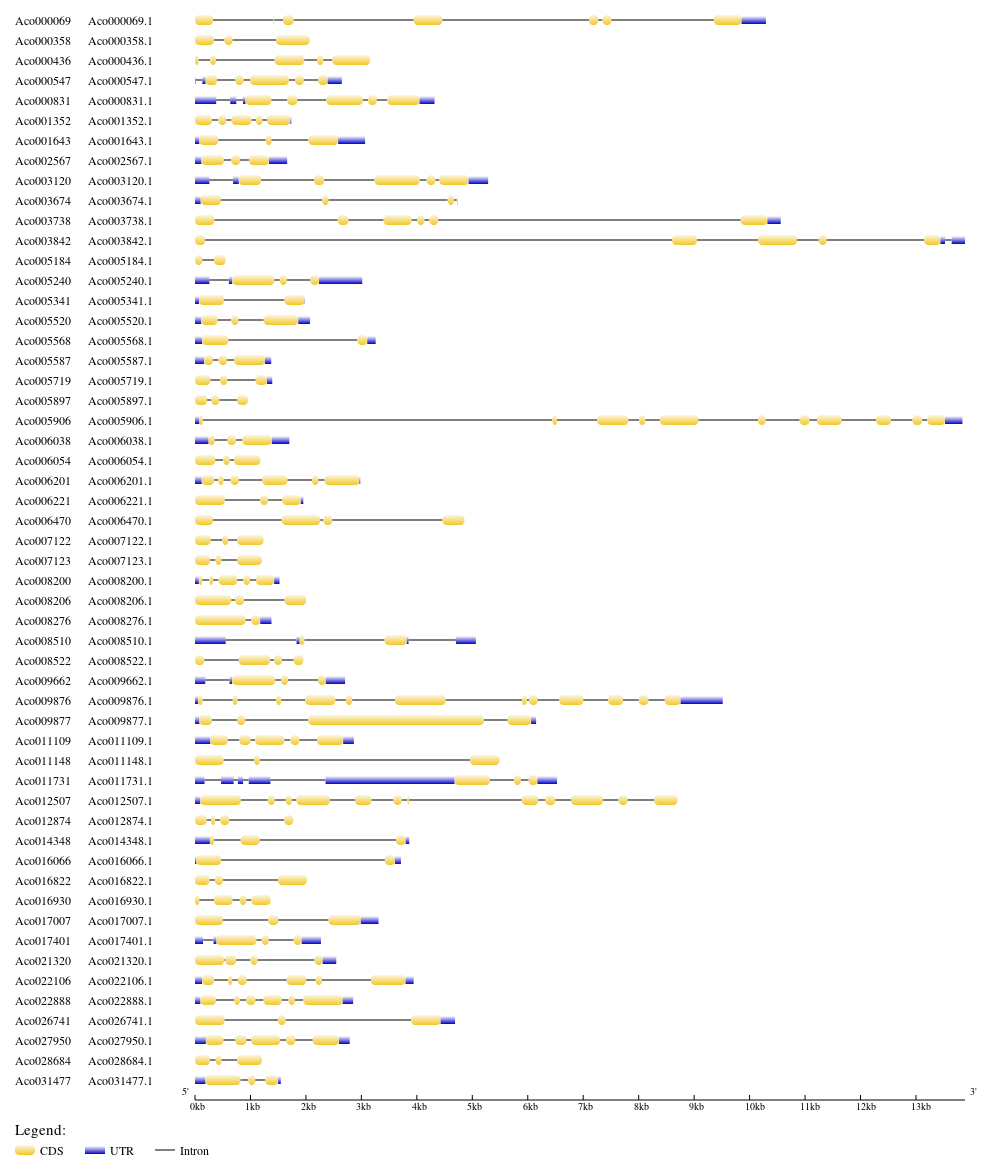 Aco000069 Aco000069.1
Aco000358 Aco000358.1
Aco000436 Aco000436.1
Aco000547 Aco000547.1
Aco000831 Aco000831.1
Aco001352 Aco001352.1
Aco001643 Aco001643.1
Aco002567 Aco002567.1
Aco003120 Aco003120.1
Aco003674 Aco003674.1
Aco003738 Aco003738.1
Aco003842 Aco003842.1
Aco005184 Aco005184.1
Aco005240 Aco005240.1
Aco005341 Aco005341.1
Aco005520 Aco005520.1
Aco005568 Aco005568.1
Aco005587 Aco005587.1
Aco005719 Aco005719.1
Aco005897 Aco005897.1
Aco005906 Aco005906.1
Aco006038 Aco006038.1
Aco006054 Aco006054.1
Aco006201 Aco006201.1
Aco006221 Aco006221.1
Aco006470 Aco006470.1
Aco007122 Aco007122.1
Aco007123 Aco007123.1
Aco008200 Aco008200.1
Aco008206 Aco008206.1
Aco008276 Aco008276.1
Aco008510 Aco008510.1
Aco008522 Aco008522.1
Aco009662 Aco009662.1
Aco009876 Aco009876.1
Aco009877 Aco009877.1
Aco011109 Aco011109.1
Aco011148 Aco011148.1
Aco011731 Aco011731.1
Aco012507 Aco012507.1
Aco012874 Aco012874.1
Aco014348 Aco014348.1
Aco016066 Aco016066.1
Aco016822 Aco016822.1
Aco016930 Aco016930.1
Aco017007 Aco017007.1
Aco017401 Aco017401.1
Aco021320 Aco021320.1
Aco022106 Aco022106.1
Aco022888 Aco022888.1
Aco026741 Aco026741.1
Aco027950 Aco027950.1
Aco028684 Aco028684.1
Aco031477 Aco031477.1
5' 3'
0kb 1kb 2kb 3kb 4kb 5kb 6kb 7kb 8kb 9kb 10kb 11kb 12kb 13kb
Legend:
CDS UTR Intron